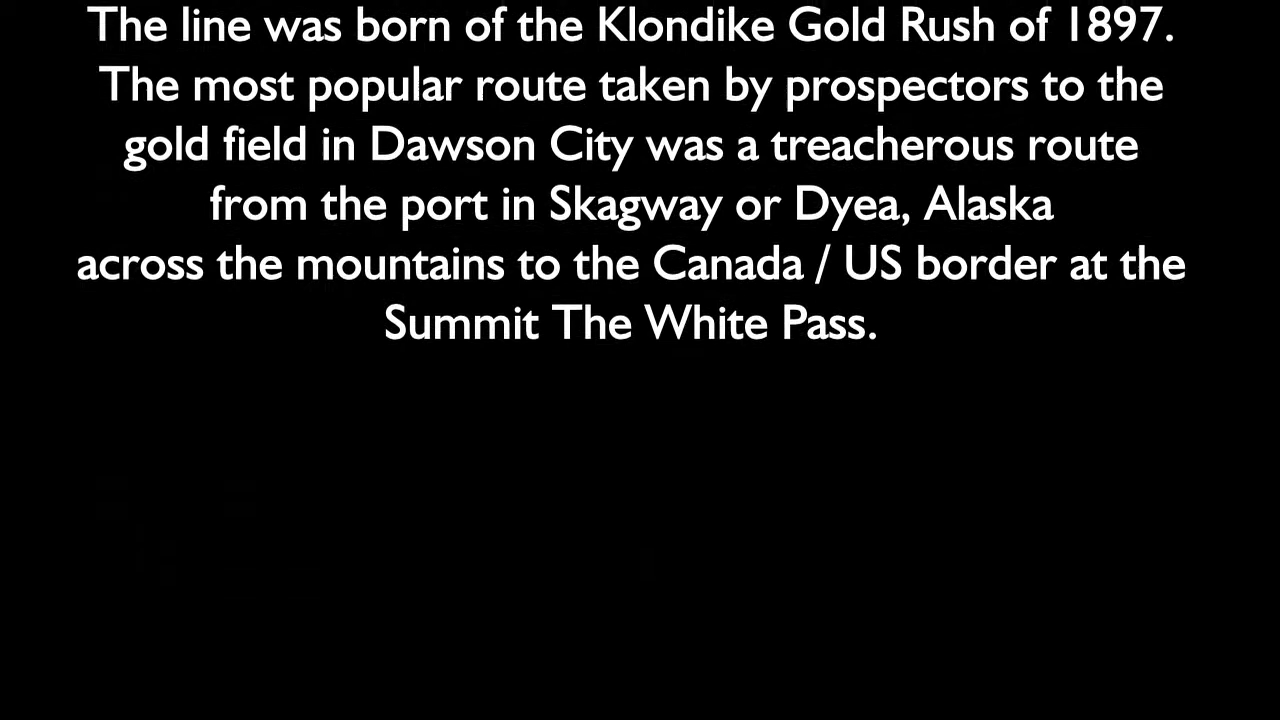 The line was born of the Klondike Gold Rush of 1897.
The most popular route taken by prospectors to the
gold field in Dawson City was a treacherous route
from the port in Skagway or Dyea, Alaska
across the mountains to the Canada / US border at the
Summit The White Pass.